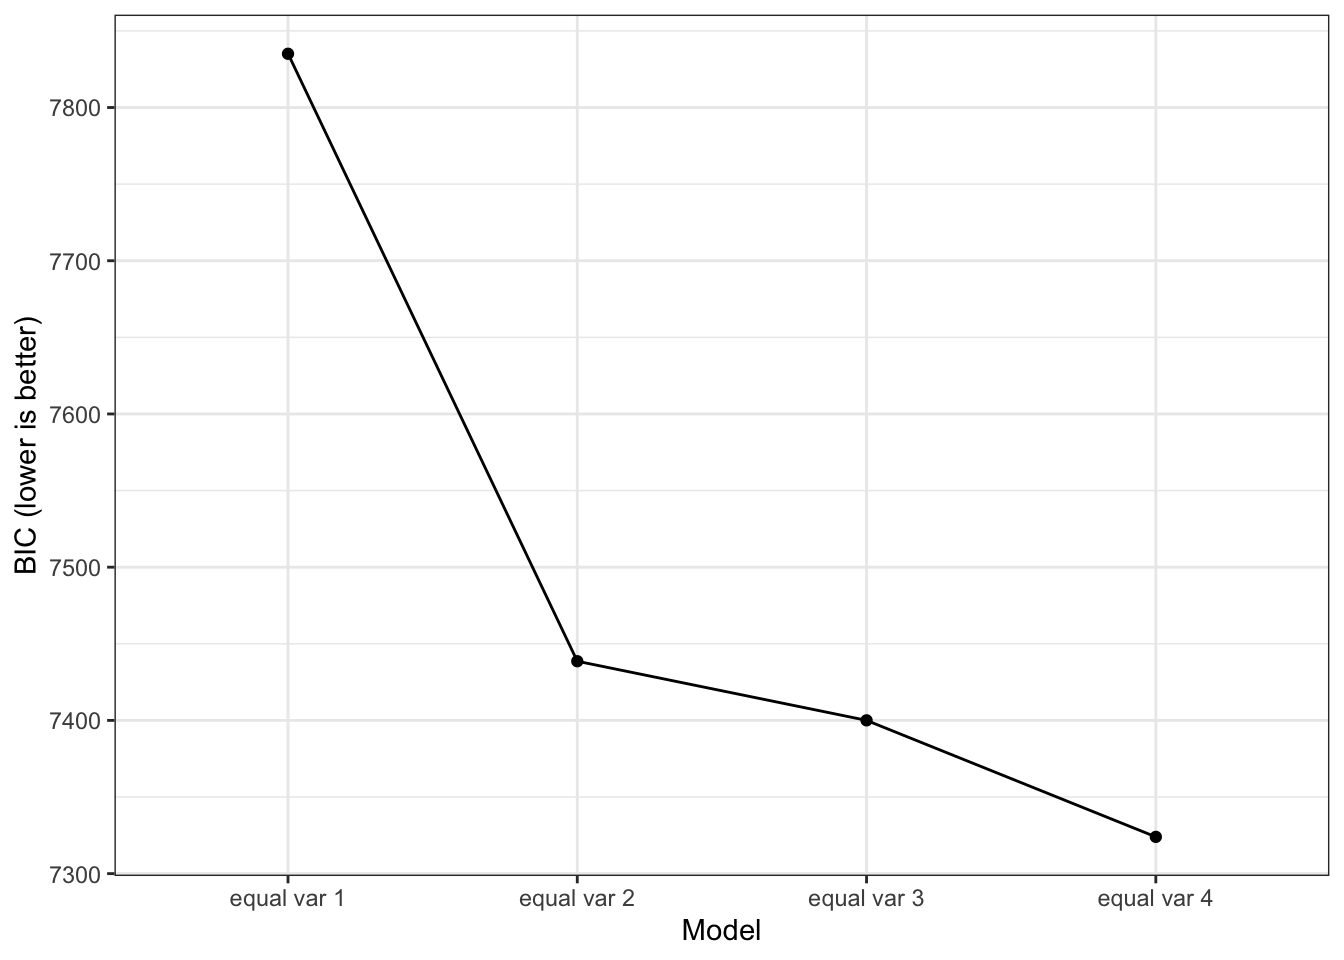 BIC (lower is better)
7800
7700
7600
7500
7400
7300
equal var 1
equal var 2
equal var 3
equal var 4
Model